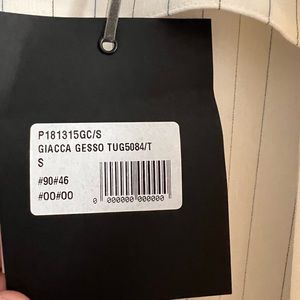 P181315GC/S
GIACCA GESSO TUG5084/T
S
#90#46
#00#00
0 000000 000000